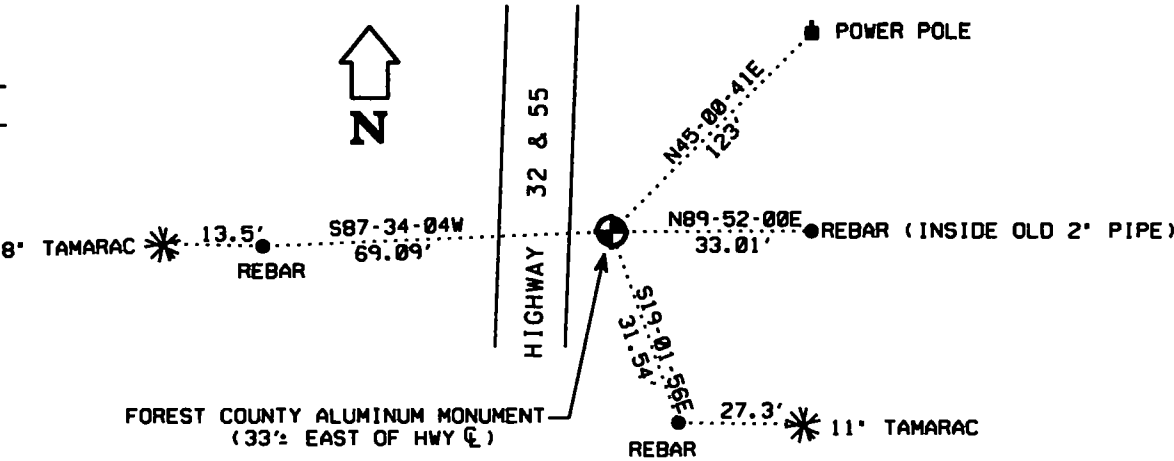 POWER POLE
N
HIGHWAY 32 & 55
N45-00-41E
123'
8" TAMARAC
13.5'
REBAR
S87-34-04W
69.09'
N89-52-00E
33.01'
REBAR (INSIDE OLD 2" PIPE)
S19-01-56E
31.54'
FOREST COUNTY ALUMINUM MONUMENT
(33'± EAST OF HWY ℄)
27.3'
REBAR
11" TAMARAC